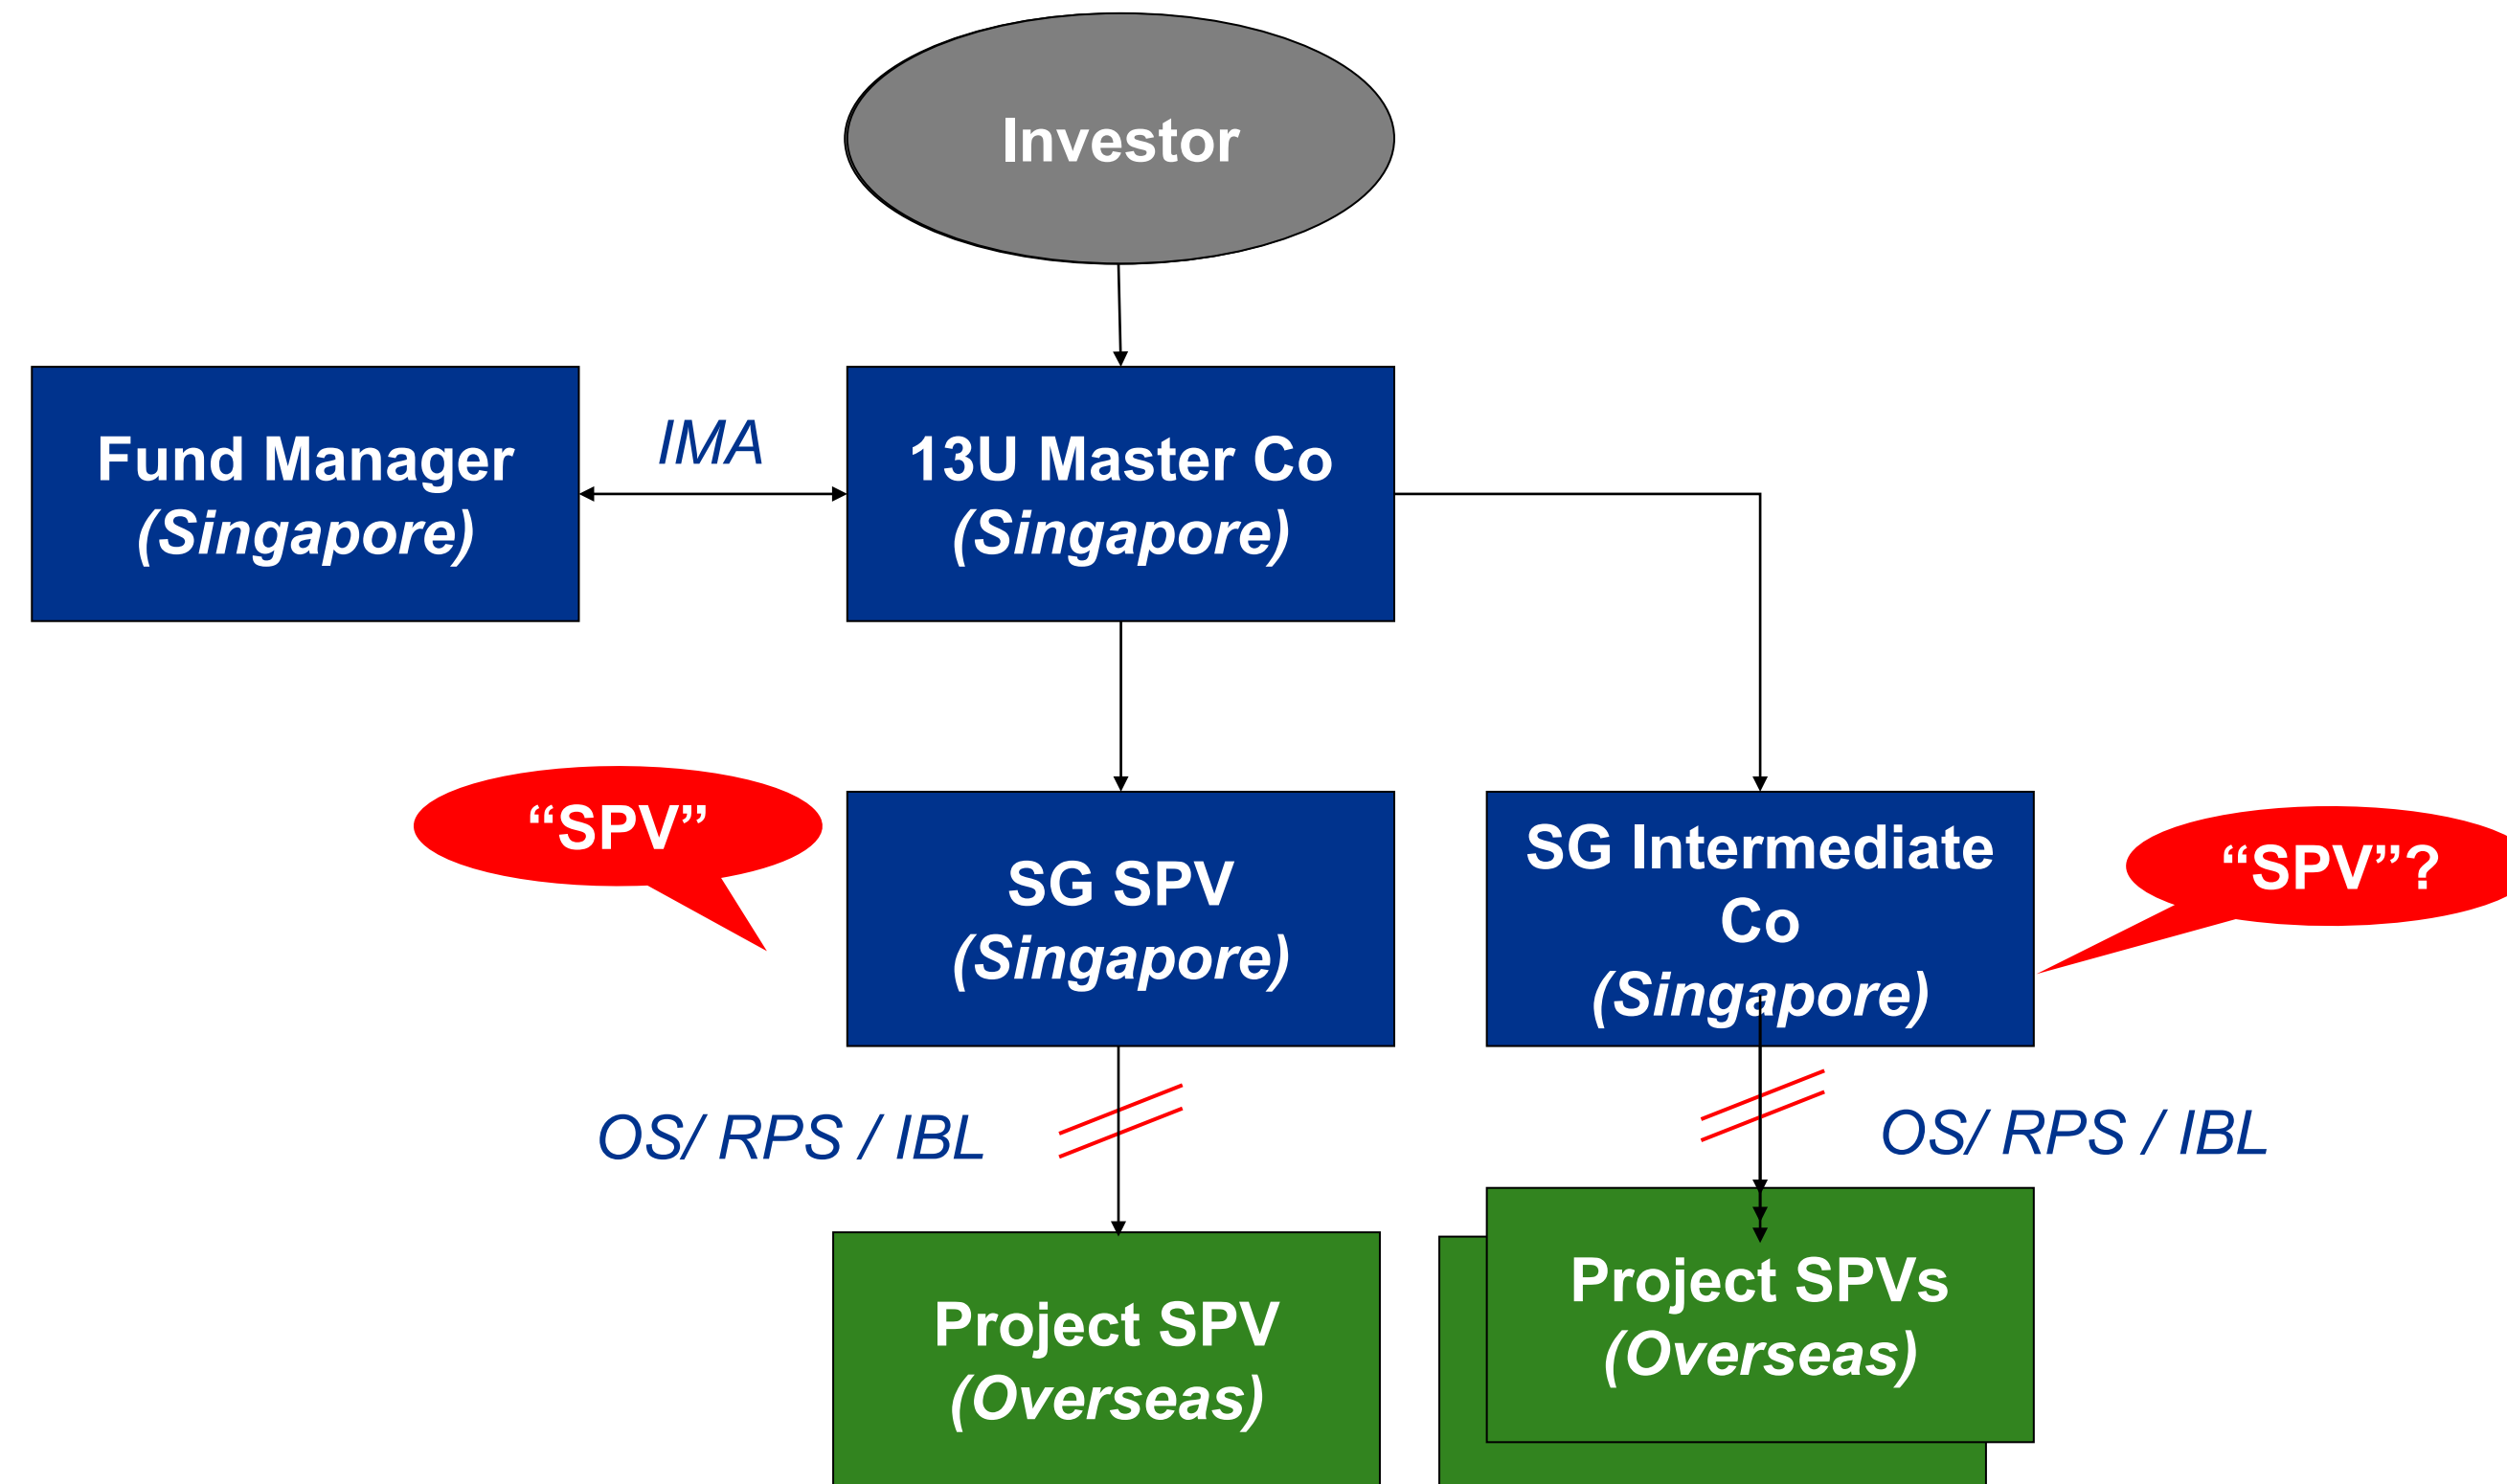 Investor
Fund Manager
(Singapore)
IMA
13U Master Co
(Singapore)
“SPV”
SG SPV
(Singapore)
SG Intermediate
Co
(Singapore)
“SPV”?
OS/ RPS / IBL
OS/ RPS / IBL
Project SPV
(Overseas)
Project SPVs
(Overseas)